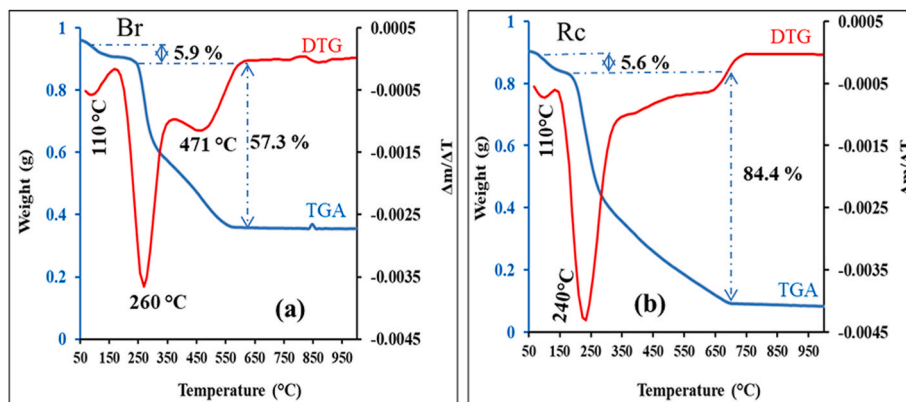 Br
1
0.8
0.6
0.4
0.2
0
Weight (g)
50 150 250 350 450 550 650 750 850 950
Temperature (°C)
0.0005
-0.0005
-0.0015
-0.0025
-0.0035
-0.0045
Δm/ΔT
DTG
5.9 %
110 °C
471 °C
57.3 %
260 °C
TGA
(a)
Rc
1
0.8
0.6
0.4
0.2
0
Weight (g)
50 150 250 350 450 550 650 750 850 950
Temperature (°C)
0.0005
-0.0005
-0.0015
-0.0025
-0.0035
-0.0045
Δm/ΔT
DTG
5.6 %
110°C
84.4 %
240°C
TGA
(b)